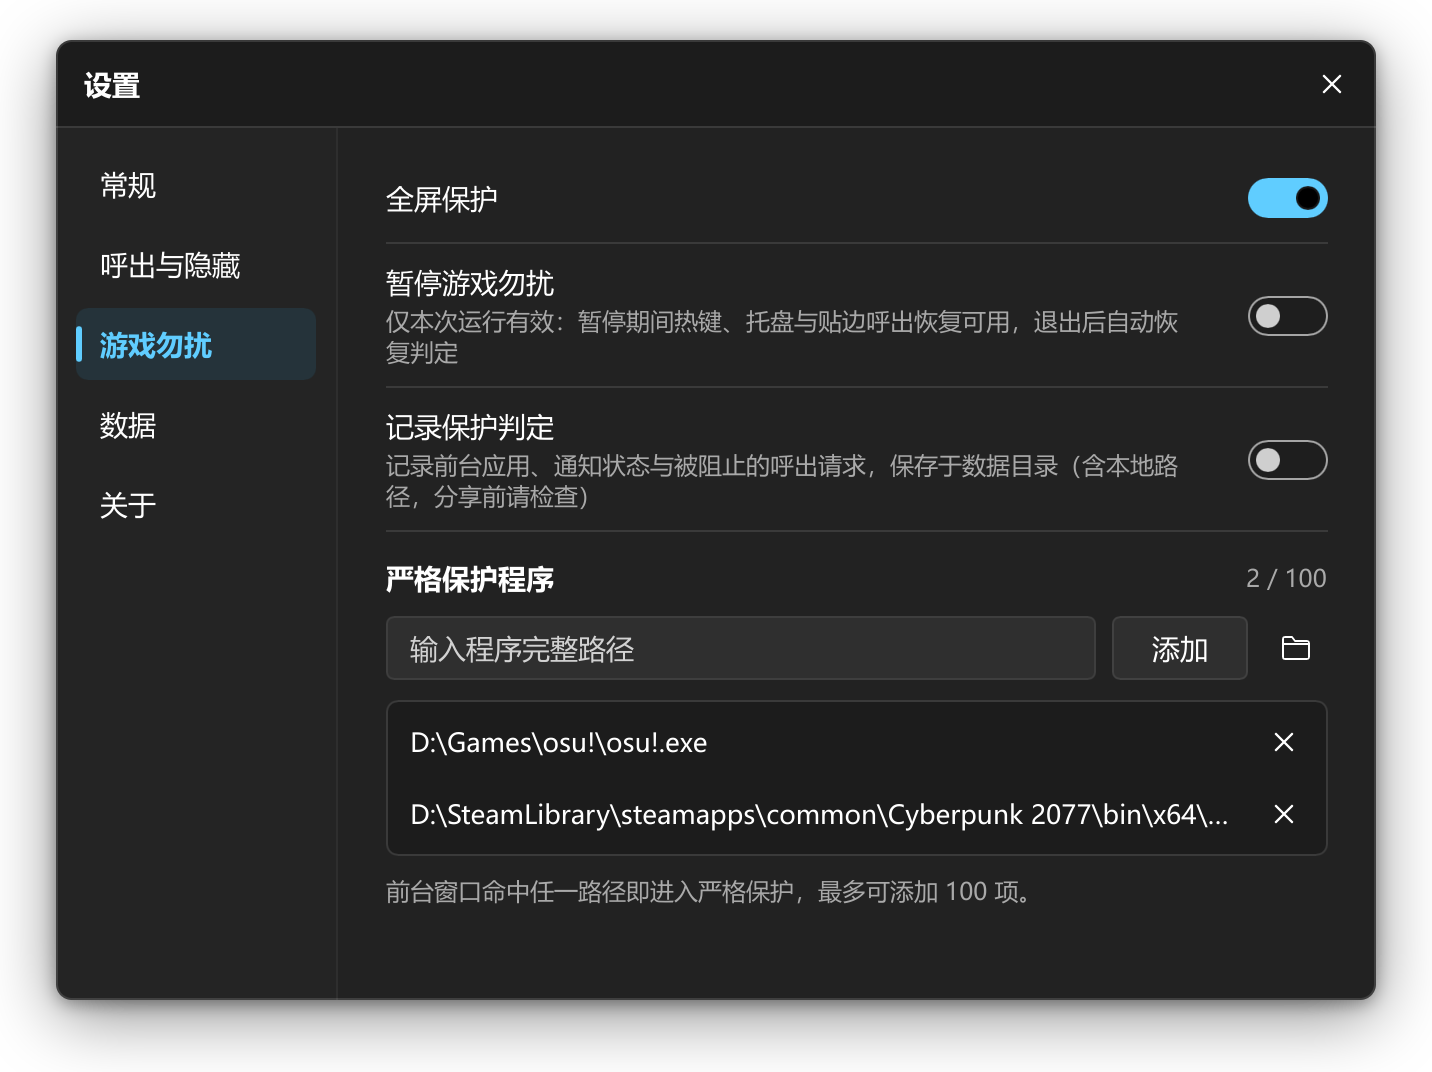 设置
常规
呼出与隐藏
游戏勿扰
数据
关于
全屏保护
暂停游戏勿扰
仅本次运行有效：暂停期间热键、托盘与贴边呼出恢复可用，退出后自动恢
复判定
记录保护判定
记录前台应用、通知状态与被阻止的呼出请求，保存于数据目录（含本地路
径，分享前请检查）
严格保护程序
2 / 100
输入程序完整路径
添加
D:\Games\osu!\osu!.exe
D:\SteamLibrary\steamapps\common\Cyberpunk 2077\bin\x64\...
前台窗口命中任一路径即进入严格保护，最多可添加 100 项。